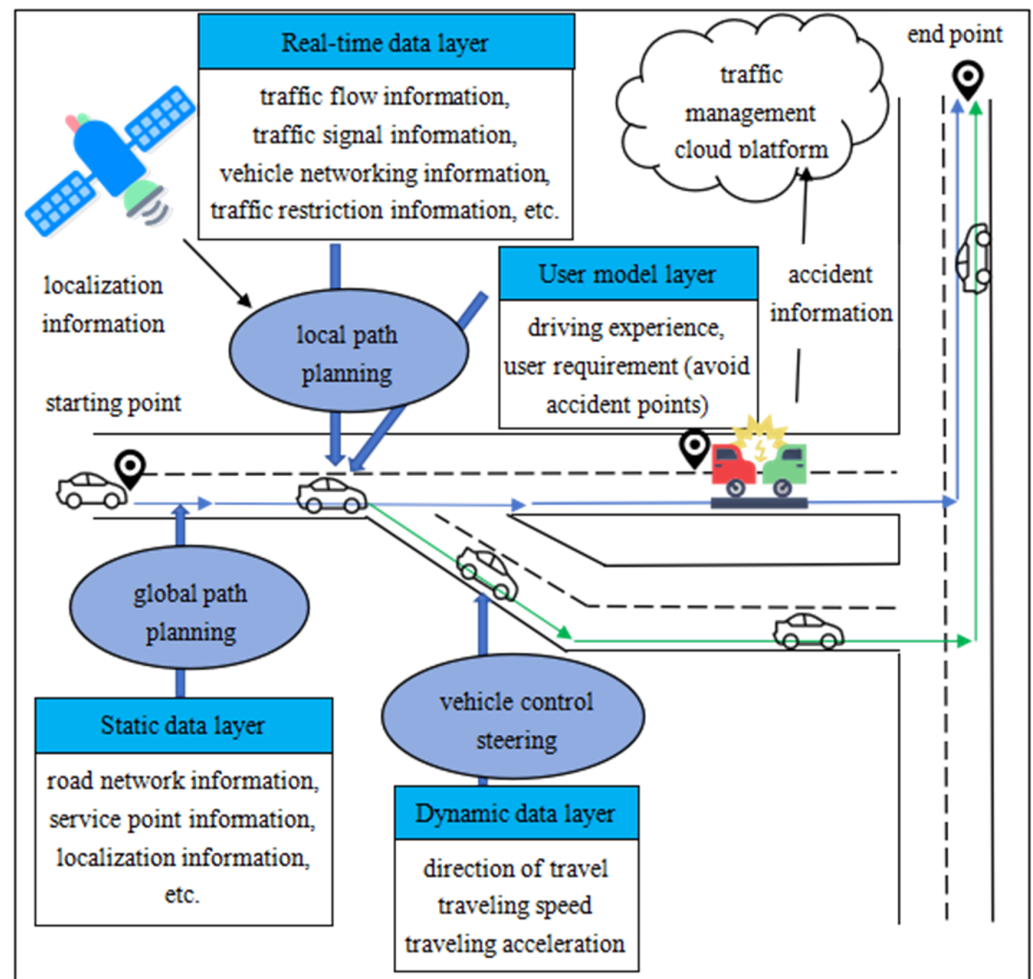 Real-time data layer
traffic flow information,
traffic signal information,
vehicle networking information,
traffic restriction information, etc.
traffic
management
cloud platform
end point
localization
information
local path
planning
User model layer
driving experience,
user requirement (avoid
accident points)
accident
information
starting point
global path
planning
Static data layer
road network information,
service point information,
localization information,
etc.
vehicle control
steering
Dynamic data layer
direction of travel
traveling speed
traveling acceleration